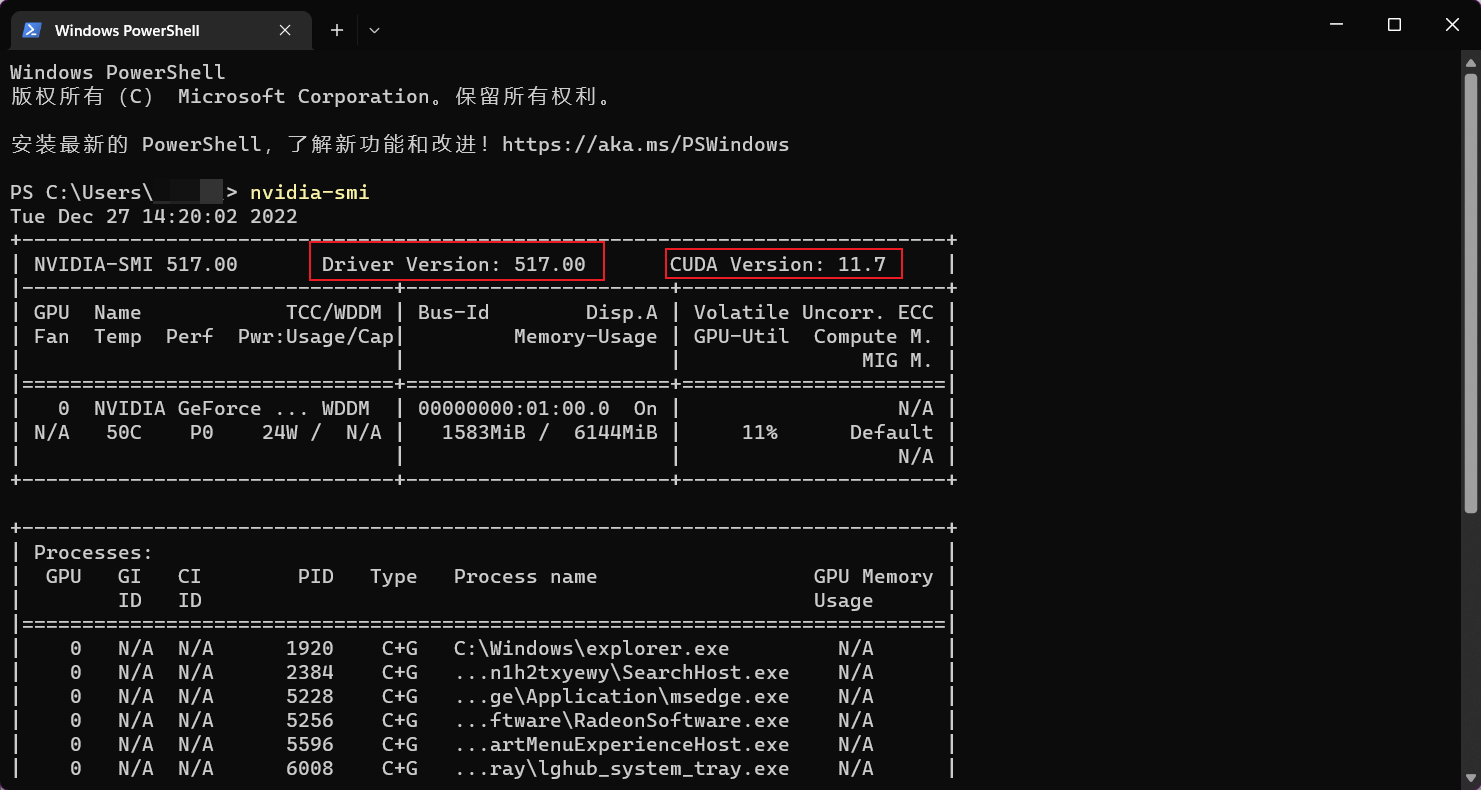 Windows PowerShell
Windows PowerShell
版权所有 (C) Microsoft Corporation。保留所有权利。
安装最新的 PowerShell，了解新功能和改进！https://aka.ms/PSWindows
PS C:\Users\ > nvidia-smi
Tue Dec 27 14:20:02 2022
+-----------------------------------------------------------------------------+
| NVIDIA-SMI 517.00       Driver Version: 517.00       CUDA Version: 11.7     |
|-------------------------------+----------------------+----------------------+
| GPU  Name            TCC/WDDM | Bus-Id        Disp.A | Volatile Uncorr. ECC |
| Fan  Temp  Perf  Pwr:Usage/Cap|         Memory-Usage | GPU-Util  Compute M. |
|                               |                      |               MIG M. |
|===============================+======================+======================|
|   0  NVIDIA GeForce ... WDDM  | 00000000:01:00.0  On |                  N/A |
| N/A   50C    P0    24W /  N/A |   1583MiB /  6144MiB |     11%      Default |
|                               |                      |                  N/A |
+-------------------------------+----------------------+----------------------+
+-----------------------------------------------------------------------------+
| Processes:                                                                  |
|  GPU   GI   CI        PID   Type   Process name                  GPU Memory |
|        ID   ID                                                   Usage      |
|=============================================================================|
|    0   N/A  N/A      1920    C+G   C:\Windows\explorer.exe         N/A      |
|    0   N/A  N/A      2384    C+G   ...n1h2txyewy\SearchHost.exe    N/A      |
|    0   N/A  N/A      5228    C+G   ...ge\Application\msedge.exe    N/A      |
|    0   N/A  N/A      5256    C+G   ...ftware\RadeonSoftware.exe    N/A      |
|    0   N/A  N/A      5596    C+G   ...artMenuExperienceHost.exe    N/A      |
|    0   N/A  N/A      6008    C+G   ...ray\lghub_system_tray.exe    N/A      |